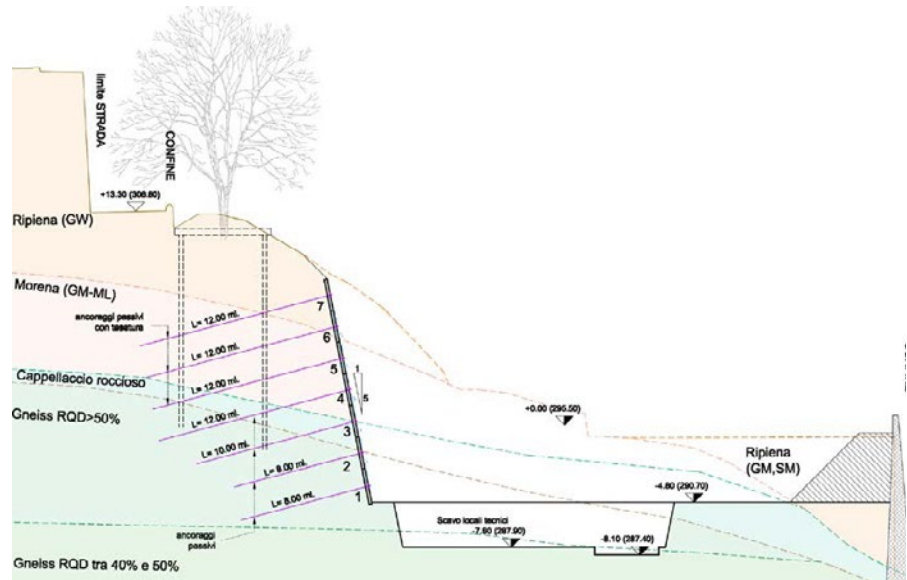 limite STRADA
CONFINE
+13.30 (308.80)
Ripiena (GW)
Morena (GM-ML)
ancoraggi passivi
con tesatura
L= 12.00 ml.
7
L= 12.00 ml.
6
L= 12.00 ml.
5
1
5
Cappellaccio roccioso
L= 12.00 ml.
4
+0.00 (295.50)
Gneiss RQD>50%
L= 10.00 ml.
3
Ripiena
(GM,SM)
L= 9.00 ml.
2
-4.80 (290.70)
L= 8.00 ml.
1
Scavo locali tecnici
-7.60 (287.90)
-8.10 (287.40)
ancoraggi
passivi
Gneiss RQD tra 40% e 50%